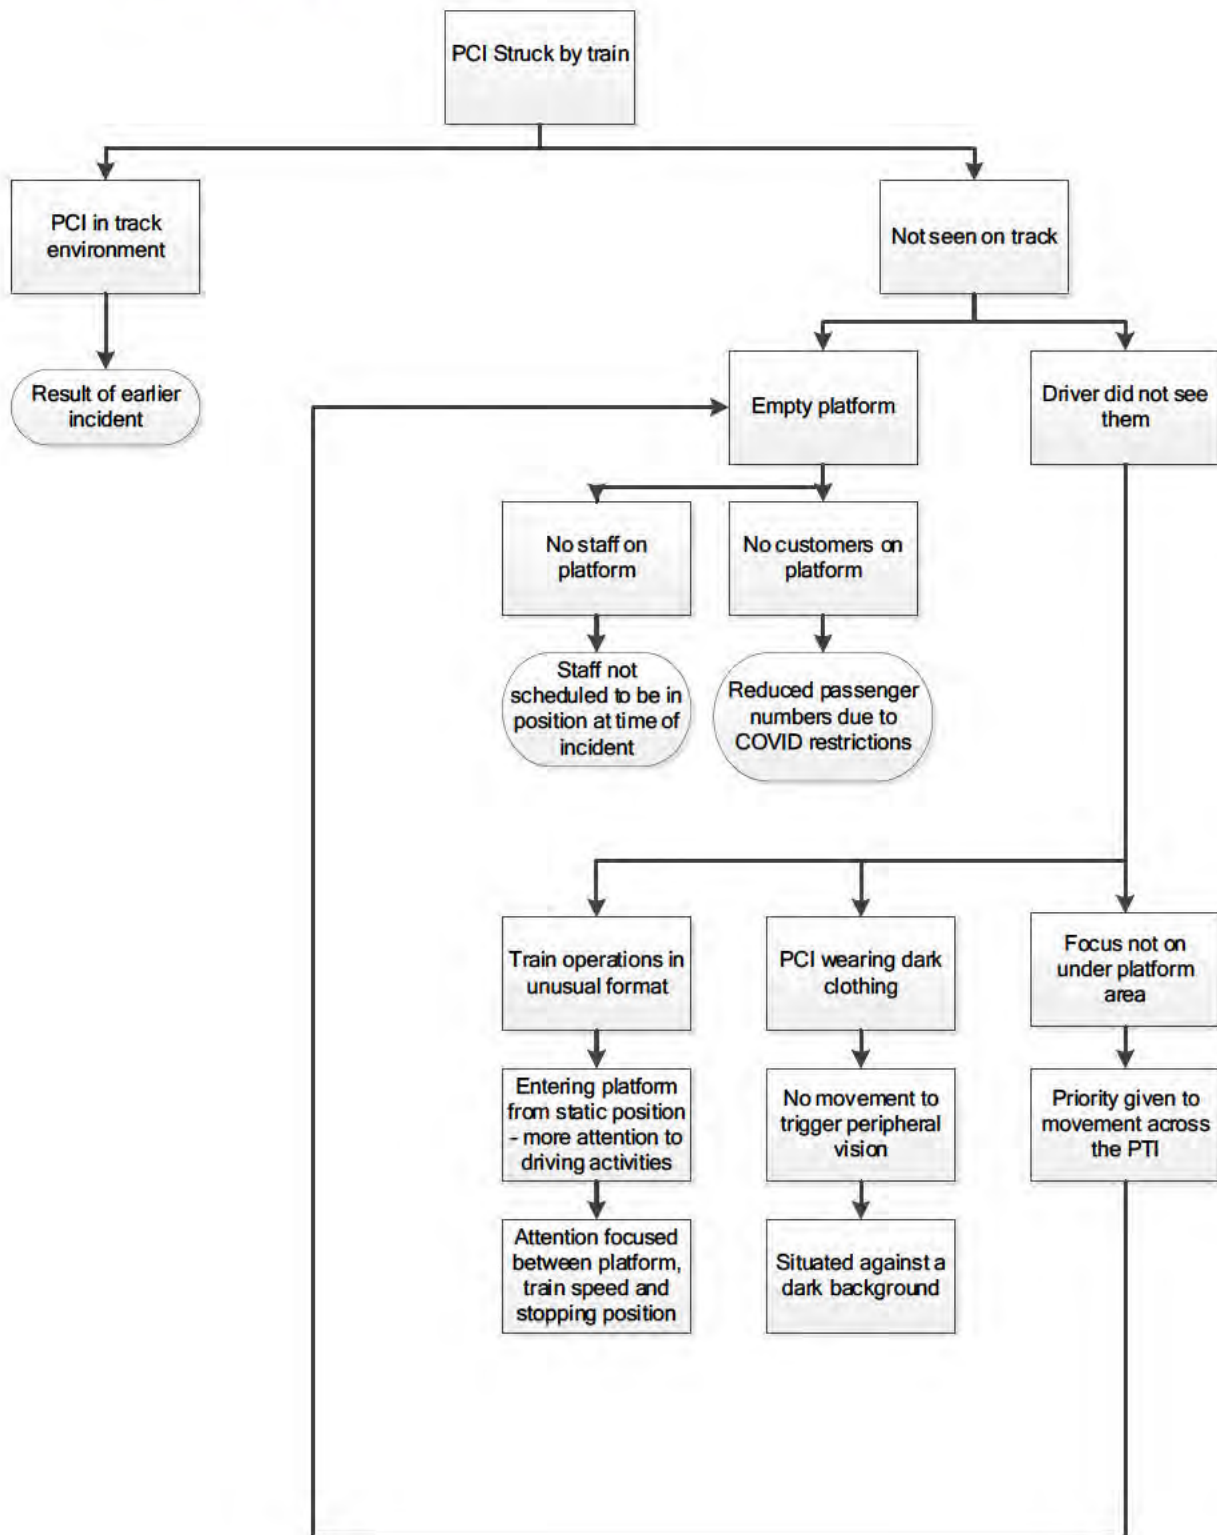 PCI Struck by train
PCI in track
environment
Not seen on track
Result of earlier
incident
Empty platform
Driver did not see
them
No staff on
platform
No customers on
platform
Staff not
scheduled to be in
position at time of
incident
Reduced passenger
numbers due to
COVID restrictions
Train operations in
unusual format
PCI wearing dark
clothing
Focus not on
under platform
area
Entering platform
from static position
- more attention to
driving activities
No movement to
trigger peripheral
vision
Priority given to
movement across
the PTI
Attention focused
between platform,
train speed and
stopping position
Situated against a
dark background